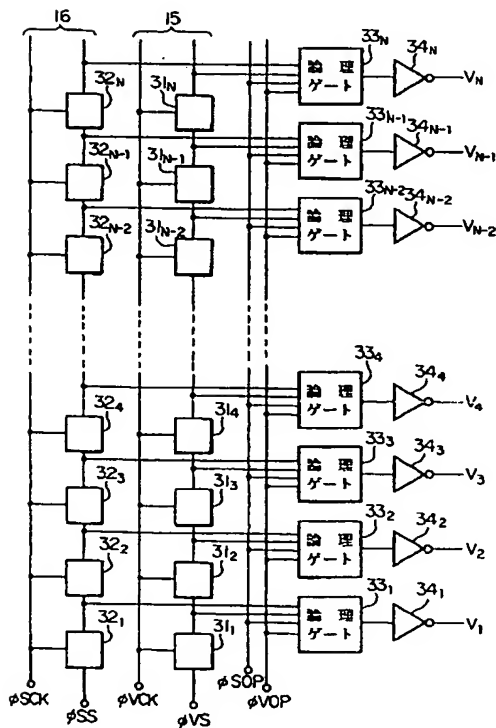 16
15
32N
31N
論理
ゲート
33N
34N
VN
32N-1
31N-1
論理
ゲート
33N-1
34N-1
VN-1
32N-2
31N-2
論理
ゲート
33N-2
34N-2
VN-2
324
314
論理
ゲート
334
344
V4
323
313
論理
ゲート
333
343
V3
322
312
論理
ゲート
332
342
V2
321
311
論理
ゲート
331
341
V1
φSCK
φSS
φVCK
φVS
φSOP
φVOP